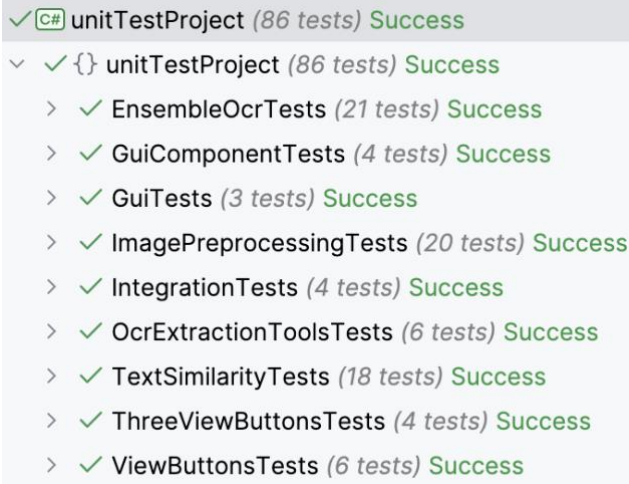 C# unitTestProject (86 tests) Success
{} unitTestProject (86 tests) Success
EnsembleOcrTests (21 tests) Success
GuiComponentTests (4 tests) Success
GuiTests (3 tests) Success
ImagePreprocessingTests (20 tests) Success
IntegrationTests (4 tests) Success
OcrExtractionToolsTests (6 tests) Success
TextSimilarityTests (18 tests) Success
ThreeViewButtonsTests (4 tests) Success
ViewButtonsTests (6 tests) Success